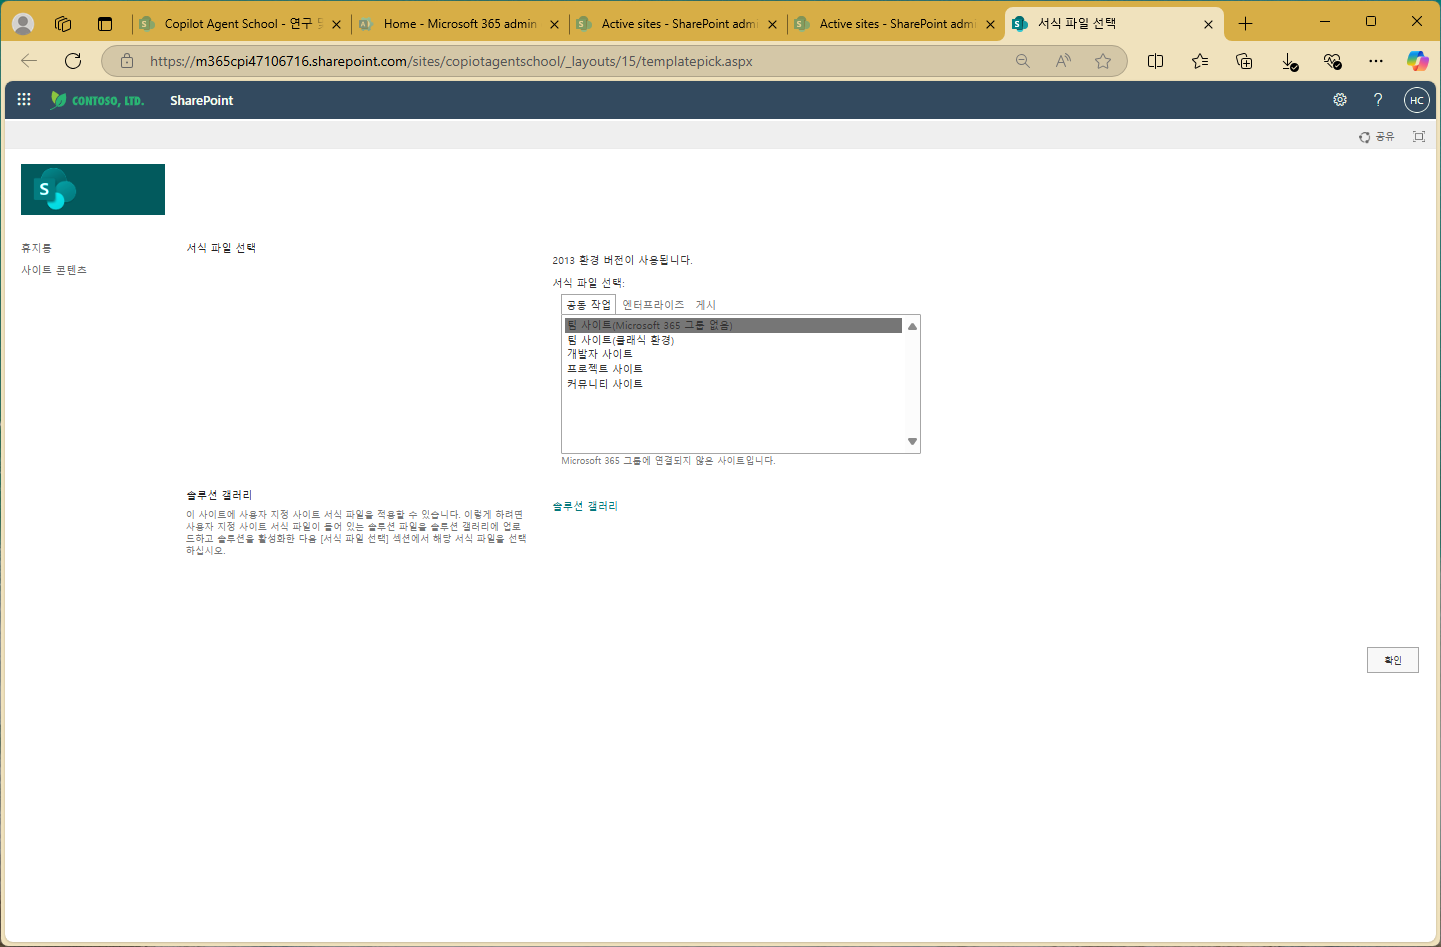 Copilot Agent School - 연구
Home - Microsoft 365 admin
Active sites - SharePoint admi
Active sites - SharePoint admi
서식 파일 선택
https://m365cpi47106716.sharepoint.com/sites/copiotagentschool/_layouts/15/templatepick.aspx
CONTOSO, LTD.
SharePoint
HC
공유
S
휴지통
사이트 콘텐츠
서식 파일 선택
2013 환경 버전이 사용됩니다.
서식 파일 선택:
공동 작업 엔터프라이즈 게시
팀 사이트(Microsoft 365 그룹 없음)
팀 사이트(클래식 환경)
개발자 사이트
프로젝트 사이트
커뮤니티 사이트
Microsoft 365 그룹에 연결되지 않은 사이트입니다.
솔루션 갤러리
이 사이트에 사용자 지정 사이트 서식 파일을 적용할 수 있습니다. 이렇게 하려면
사용자 지정 사이트 서식 파일이 들어 있는 솔루션 파일을 솔루션 갤러리에 업로
드하고 솔루션을 활성화한 다음 [서식 파일 선택] 섹션에서 해당 서식 파일을 선택
하십시오.
솔루션 갤러리
확인